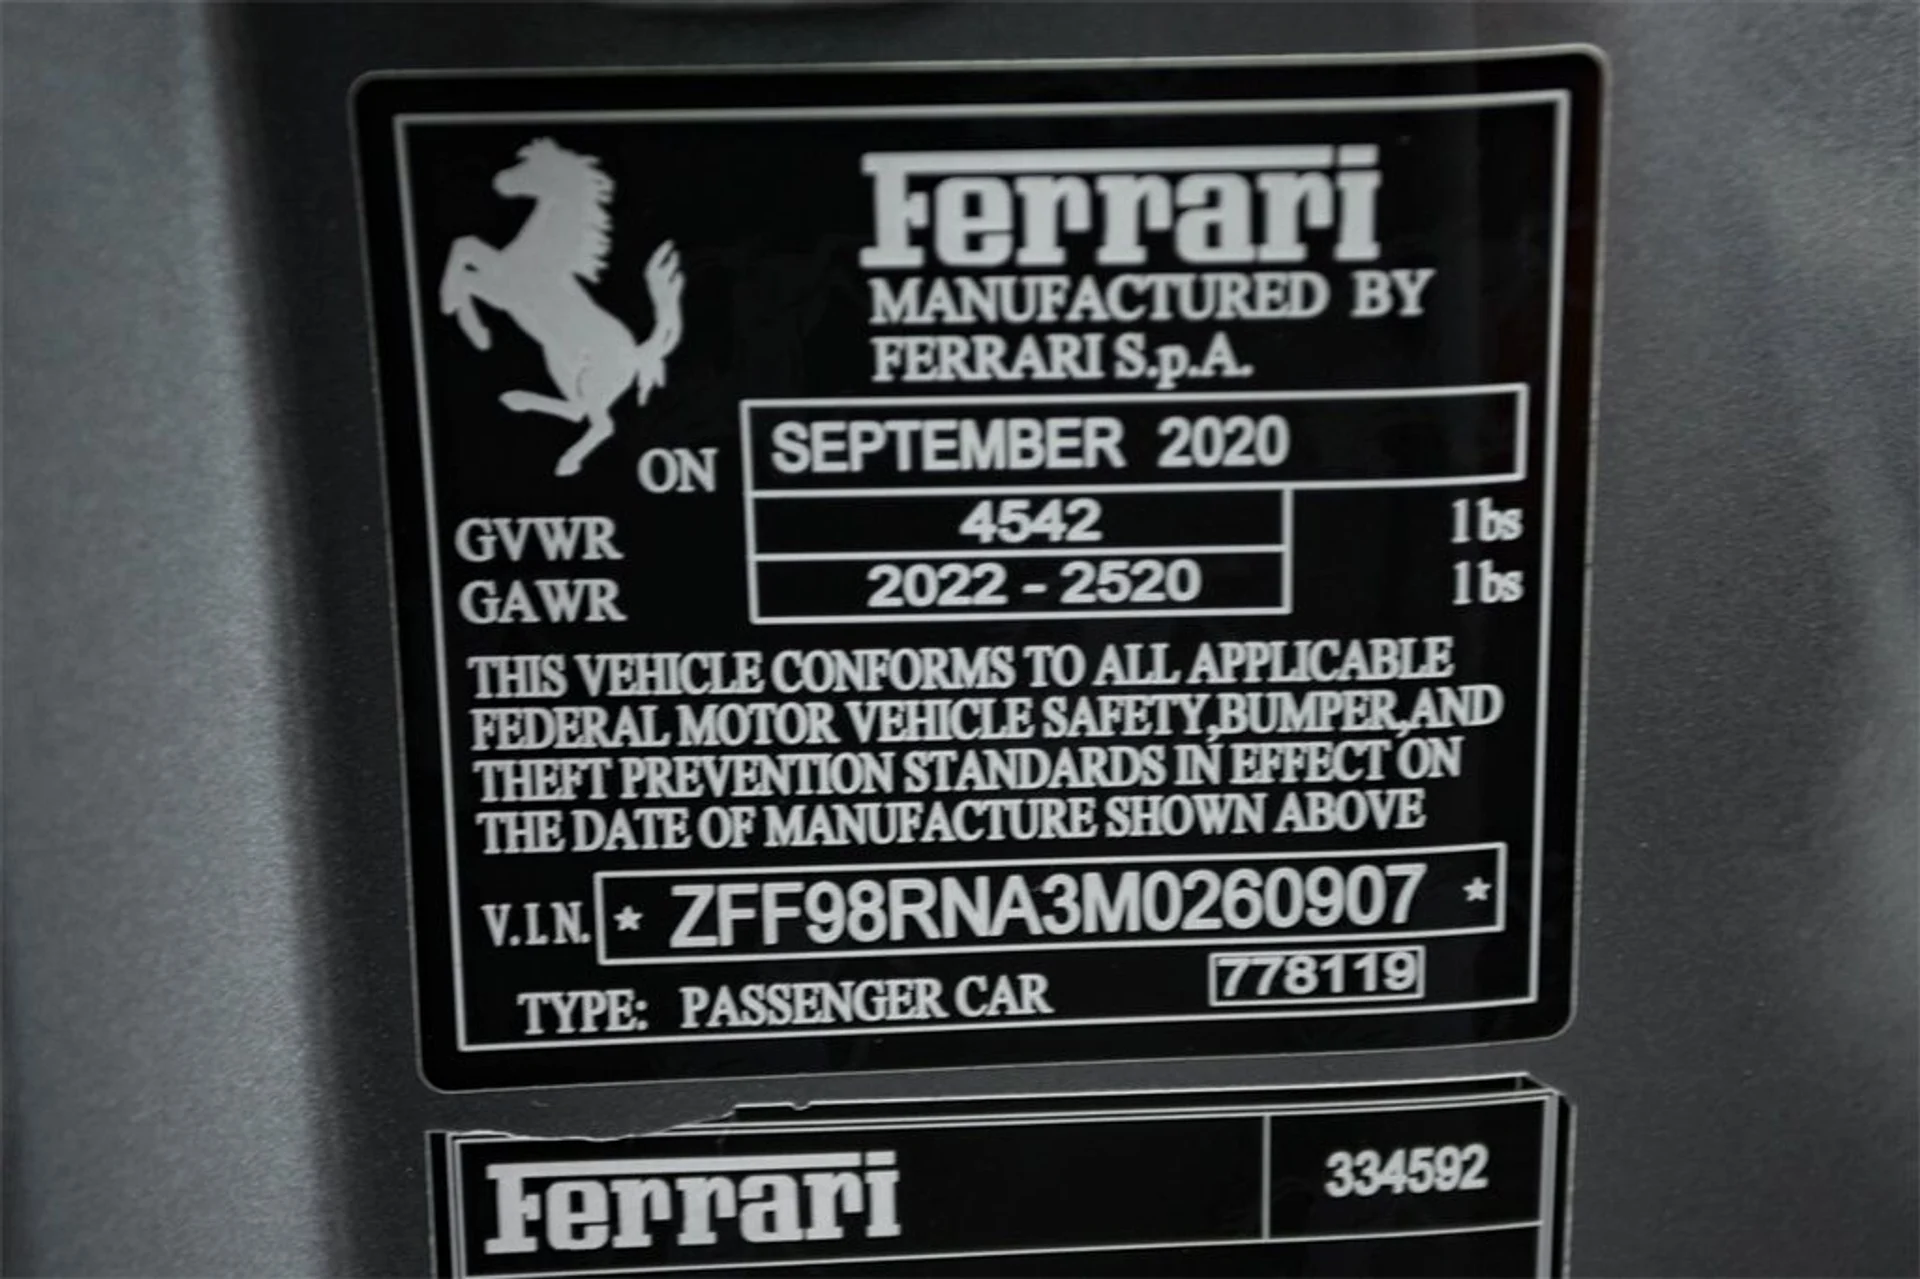 Ferrari
MANUFACTURED BY
FERRARI S.p.A.
ON SEPTEMBER 2020
GVWR 4542 lbs
GAWR 2022 - 2520 lbs
THIS VEHICLE CONFORMS TO ALL APPLICABLE
FEDERAL MOTOR VEHICLE SAFETY,BUMPER,AND
THEFT PREVENTION STANDARDS IN EFFECT ON
THE DATE OF MANUFACTURE SHOWN ABOVE
V.I.N. * ZFF98RNA3M0260907 *
TYPE: PASSENGER CAR 778119
Ferrari 334592